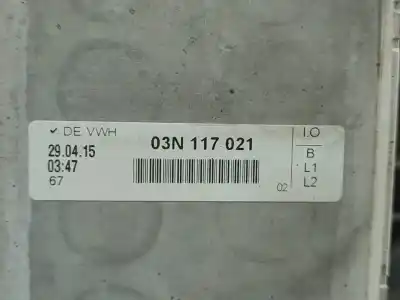 ✓ DE VWH
29.04.15
03:47
67
03N 117 021
02
I.O
B
L1
L2